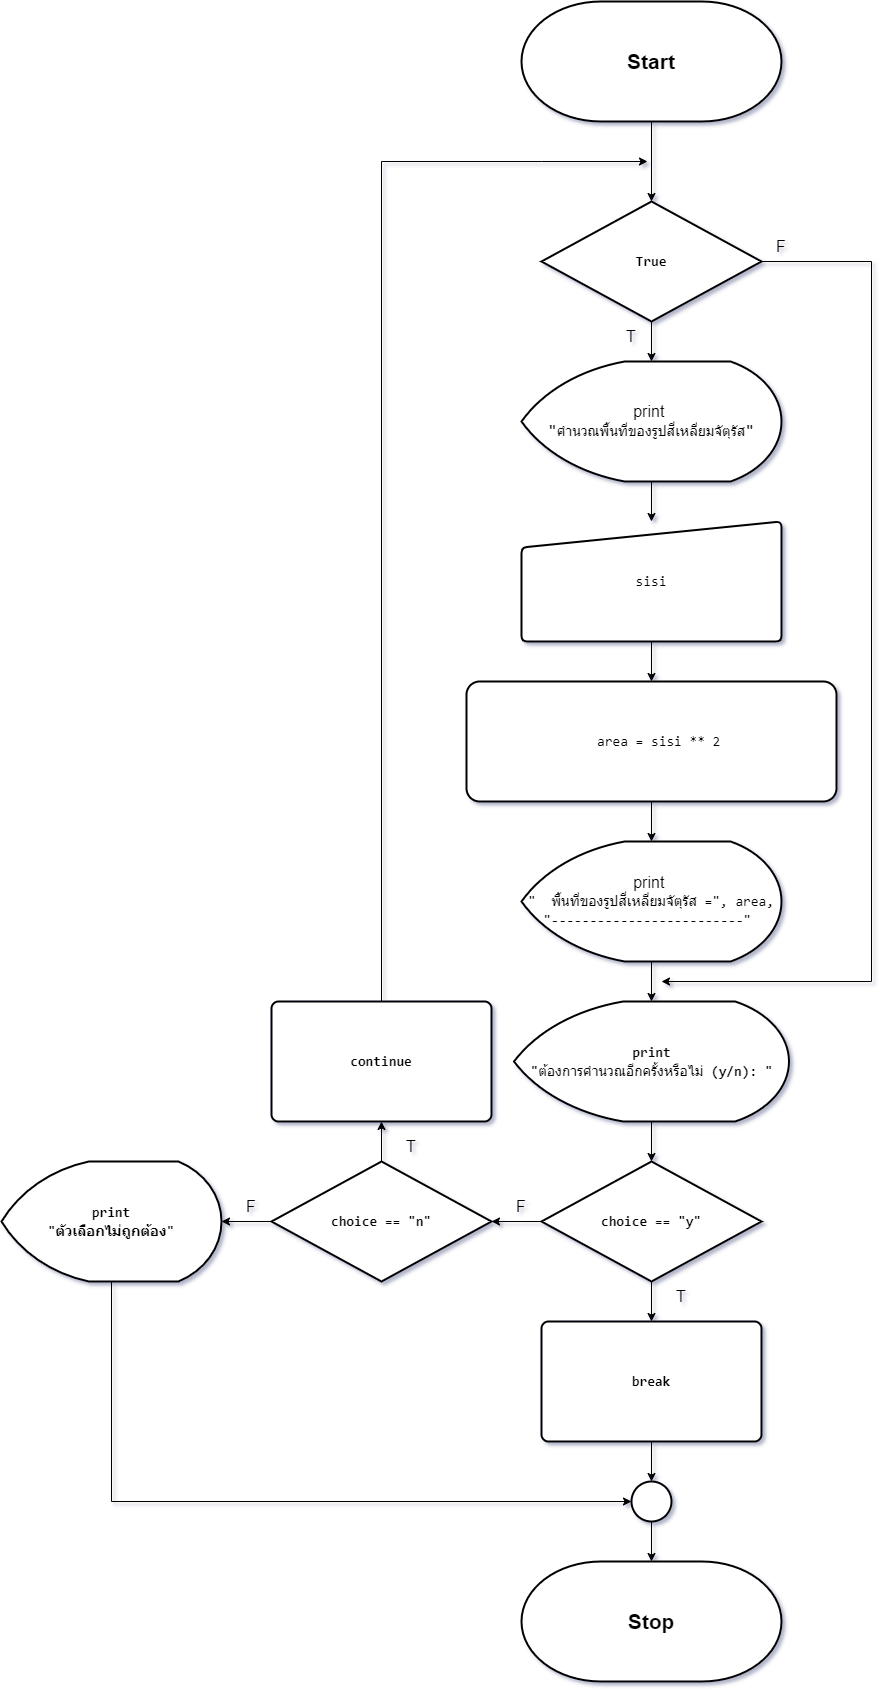 Start
True
F
T
print
"คำนวณพื้นที่ของรูปสี่เหลี่ยมจัตุรัส"
sisi
area = sisi ** 2
print
"  พื้นที่ของรูปสี่เหลี่ยมจัตุรัส =", area,
"-------------------------"
print
"ต้องการคำนวณอีกครั้งหรือไม่ (y/n): "
continue
T
choice == "y"
F
choice == "n"
F
print
"ตัวเลือกไม่ถูกต้อง"
T
break
Stop